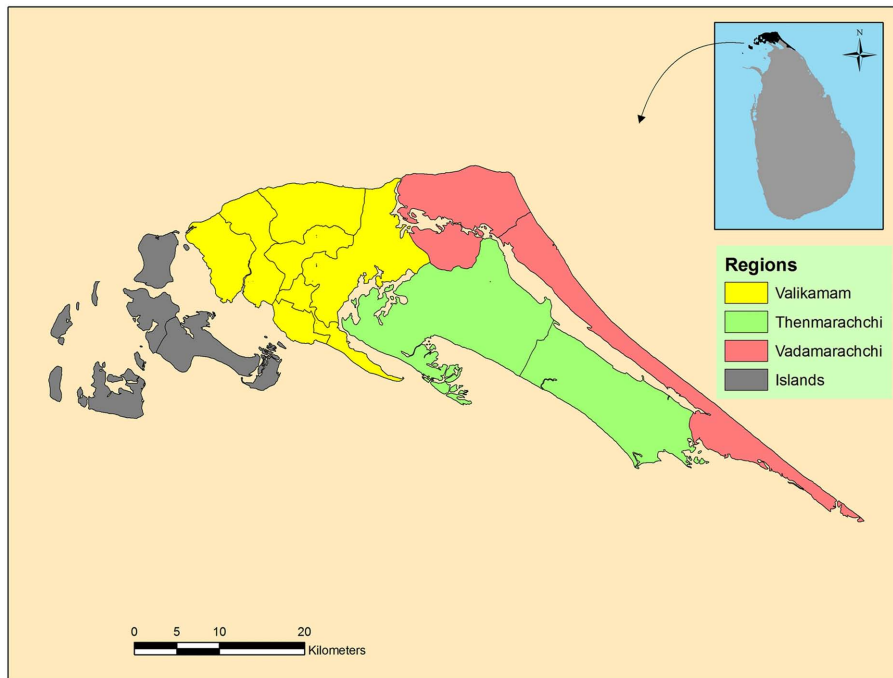 N
Regions
Valikamam
Thenmarachchi
Vadamarachchi
Islands
0 5 10 20
Kilometers